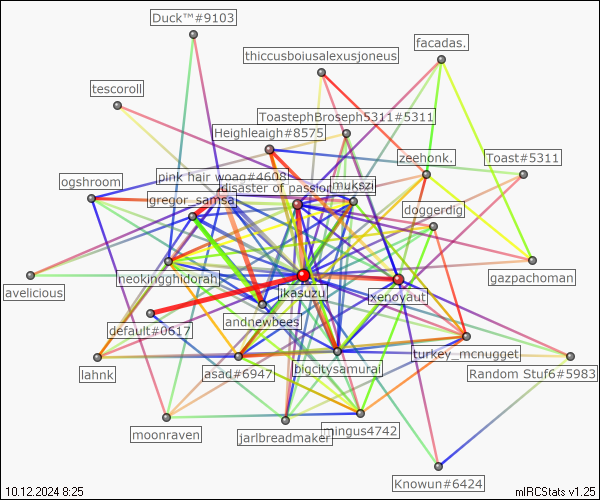 Duck™#9103
facadas.
thiccusboiusalexusjoneus
tescoroll
ToastephBroseph5311#5311
Heighleaigh#8575
zeehonk.
Toast#5311
pink hair woag#4608
ogshroom
disaster of passion
mukszi
gregor_samsa
doggerdig
neokingghidorah
gazpachoman
avelicious
ikasuzu
xenoyaut
default#0617
andnewbees
turkey_mcnugget
lahnk
asad#6947
bigcitysamurai
Random Stuf6#5983
moonraven
jarlbreadmaker
mingus4742
Knowun#6424
10.12.2024 8:25
mIRCStats v1.25